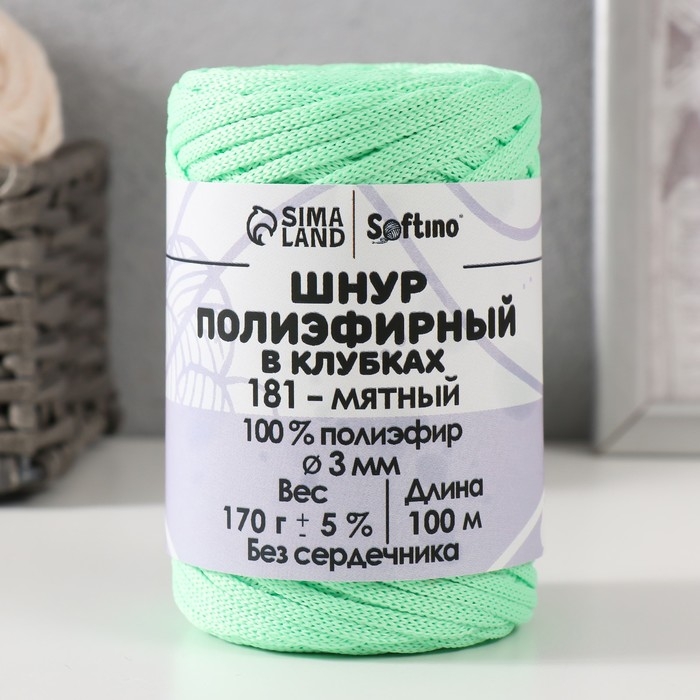 SIMA LAND Softino
ШНУР
ПОЛИЭФИРНЫЙ
В КЛУБКАХ
181 – МЯТНЫЙ
100 % полиэфир
⌀ 3 мм
Вес Длина
170 г ± 5 % 100 м
Без сердечника